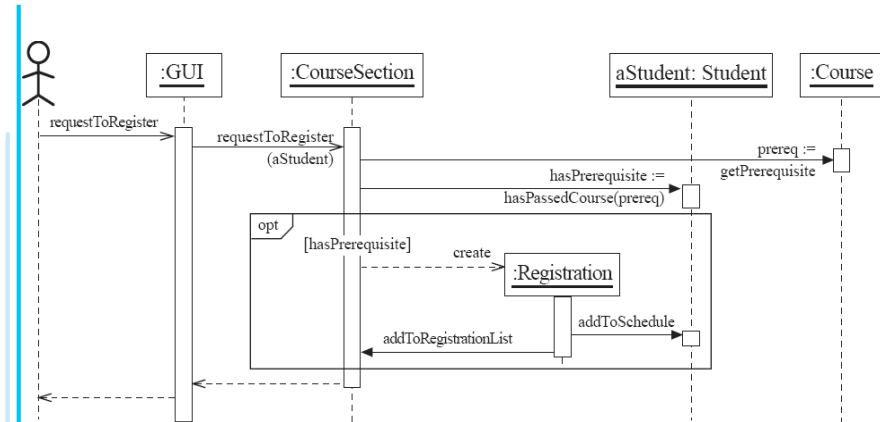 :GUI
:CourseSection
aStudent: Student
:Course
requestToRegister
requestToRegister
(aStudent)
prereq :=
getPrerequisite
hasPrerequisite :=
hasPassedCourse(prereq)
opt
[hasPrerequisite]
create
:Registration
addToSchedule
addToRegistrationList